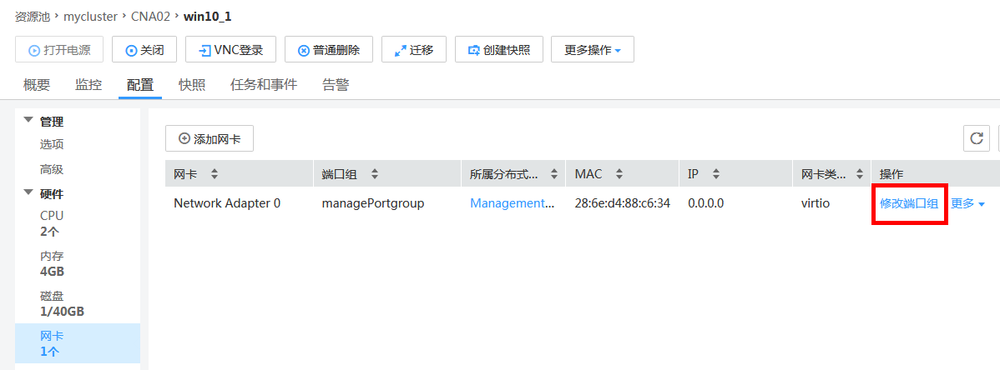 资源池 › mycluster › CNA02 › win10_1
打开电源 关闭 VNC登录 普通删除 迁移 创建快照 更多操作
概要 监控 配置 快照 任务和事件 告警
管理
选项
高级
硬件
CPU
2个
内存
4GB
磁盘
1/40GB
网卡
1个
添加网卡
网卡 端口组 所属分布式... MAC IP 网卡类... 操作
Network Adapter 0 managePortgroup Management... 28:6e:d4:88:c6:34 0.0.0.0 virtio 修改端口组 更多